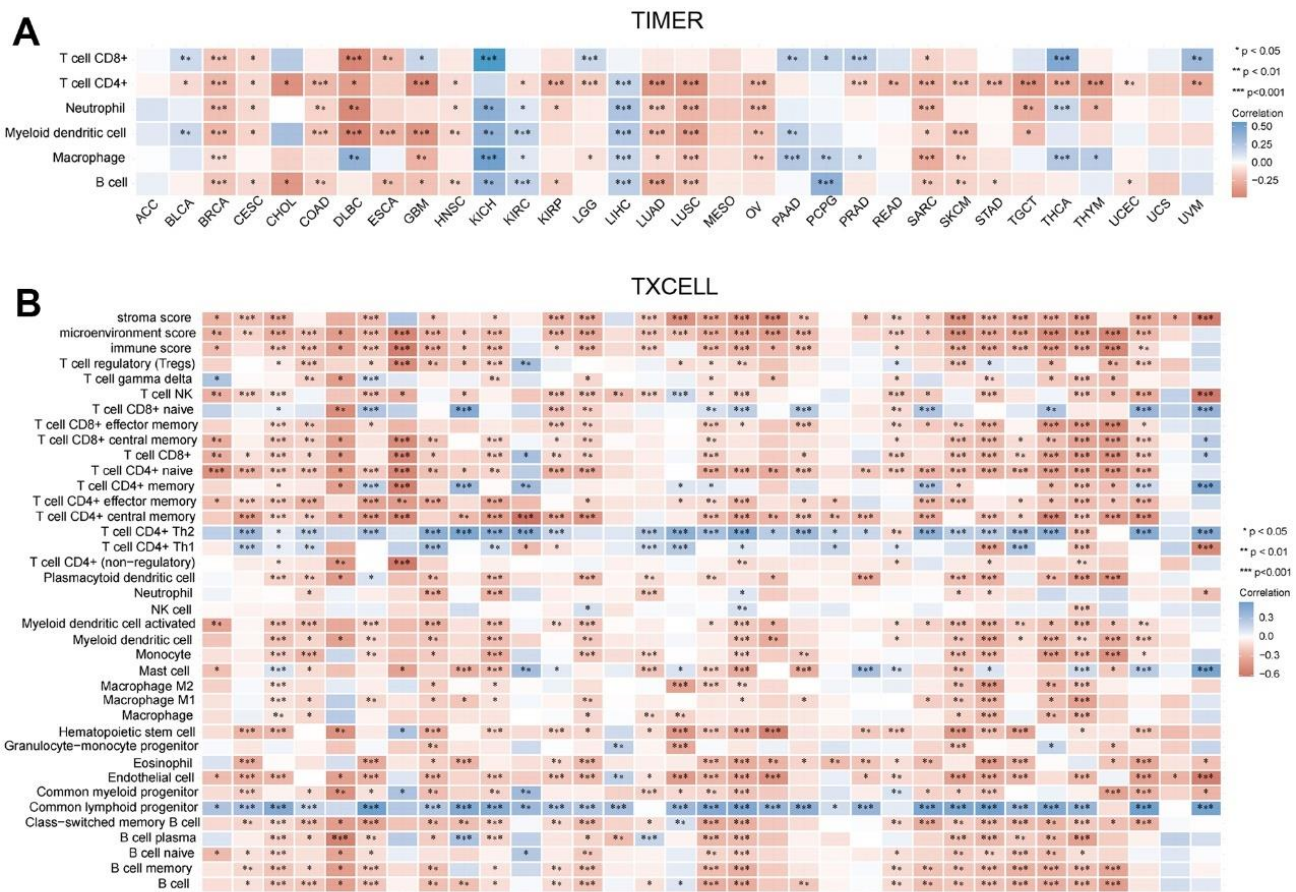 A
TIMER
T cell CD8+
T cell CD4+
Neutrophil
Myeloid dendritic cell
Macrophage
B cell
ACC BLCA BRCA CESC CHOL COAD DLBC ESCA GBM HNSC KICH KIRC KIRP LGG LIHC LUAD LUSC MESO OV PAAD PCPG PRAD READ SARC SKCM STAD TGCT THCA THYM UCEC UCS UVM
* p < 0.05
** p < 0.01
*** p<0.001
Correlation
0.50
0.25
0.00
−0.25
B
TXCELL
stroma score
microenvironment score
immune score
T cell regulatory (Tregs)
T cell gamma delta
T cell NK
T cell CD8+ naive
T cell CD8+ effector memory
T cell CD8+ central memory
T cell CD8+
T cell CD4+ naive
T cell CD4+ memory
T cell CD4+ effector memory
T cell CD4+ central memory
T cell CD4+ Th2
T cell CD4+ Th1
T cell CD4+ (non-regulatory)
Plasmacytoid dendritic cell
Neutrophil
NK cell
Myeloid dendritic cell activated
Myeloid dendritic cell
Monocyte
Mast cell
Macrophage M2
Macrophage M1
Macrophage
Hematopoietic stem cell
Granulocyte-monocyte progenitor
Eosinophil
Endothelial cell
Common myeloid progenitor
Common lymphoid progenitor
Class-switched memory B cell
B cell plasma
B cell naive
B cell memory
B cell
* p < 0.05
** p < 0.01
*** p<0.001
Correlation
0.3
0.0
−0.3
−0.6